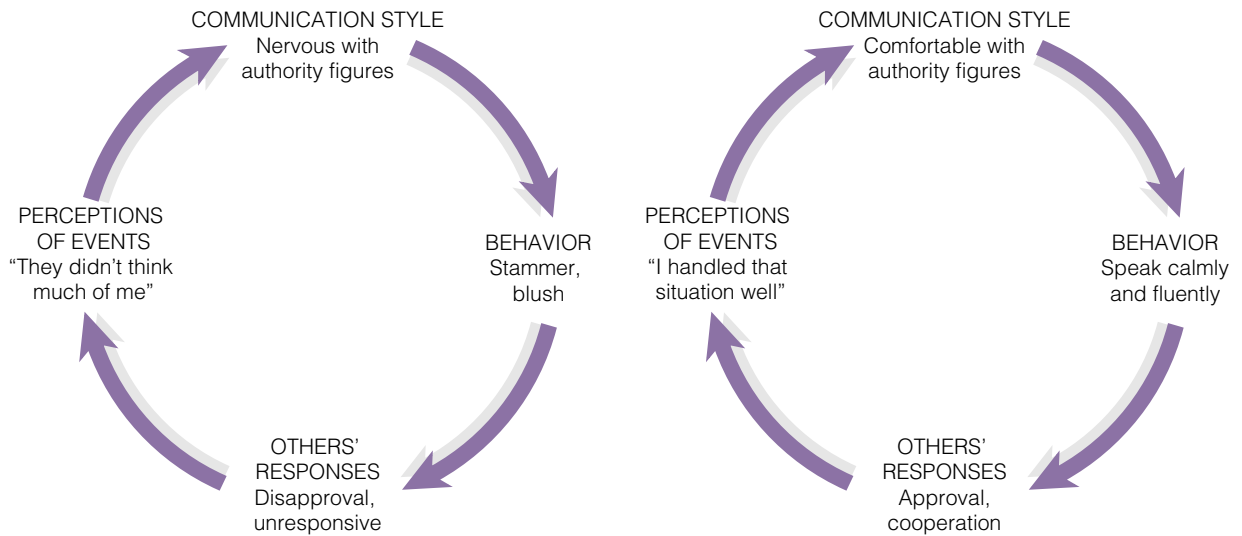 COMMUNICATION STYLE
Nervous with
authority figures
BEHAVIOR
Stammer,
blush
OTHERS’
RESPONSES
Disapproval,
unresponsive
PERCEPTIONS
OF EVENTS
“They didn’t think
much of me”
COMMUNICATION STYLE
Comfortable with
authority figures
BEHAVIOR
Speak calmly
and fluently
OTHERS’
RESPONSES
Approval,
cooperation
PERCEPTIONS
OF EVENTS
“I handled that
situation well”